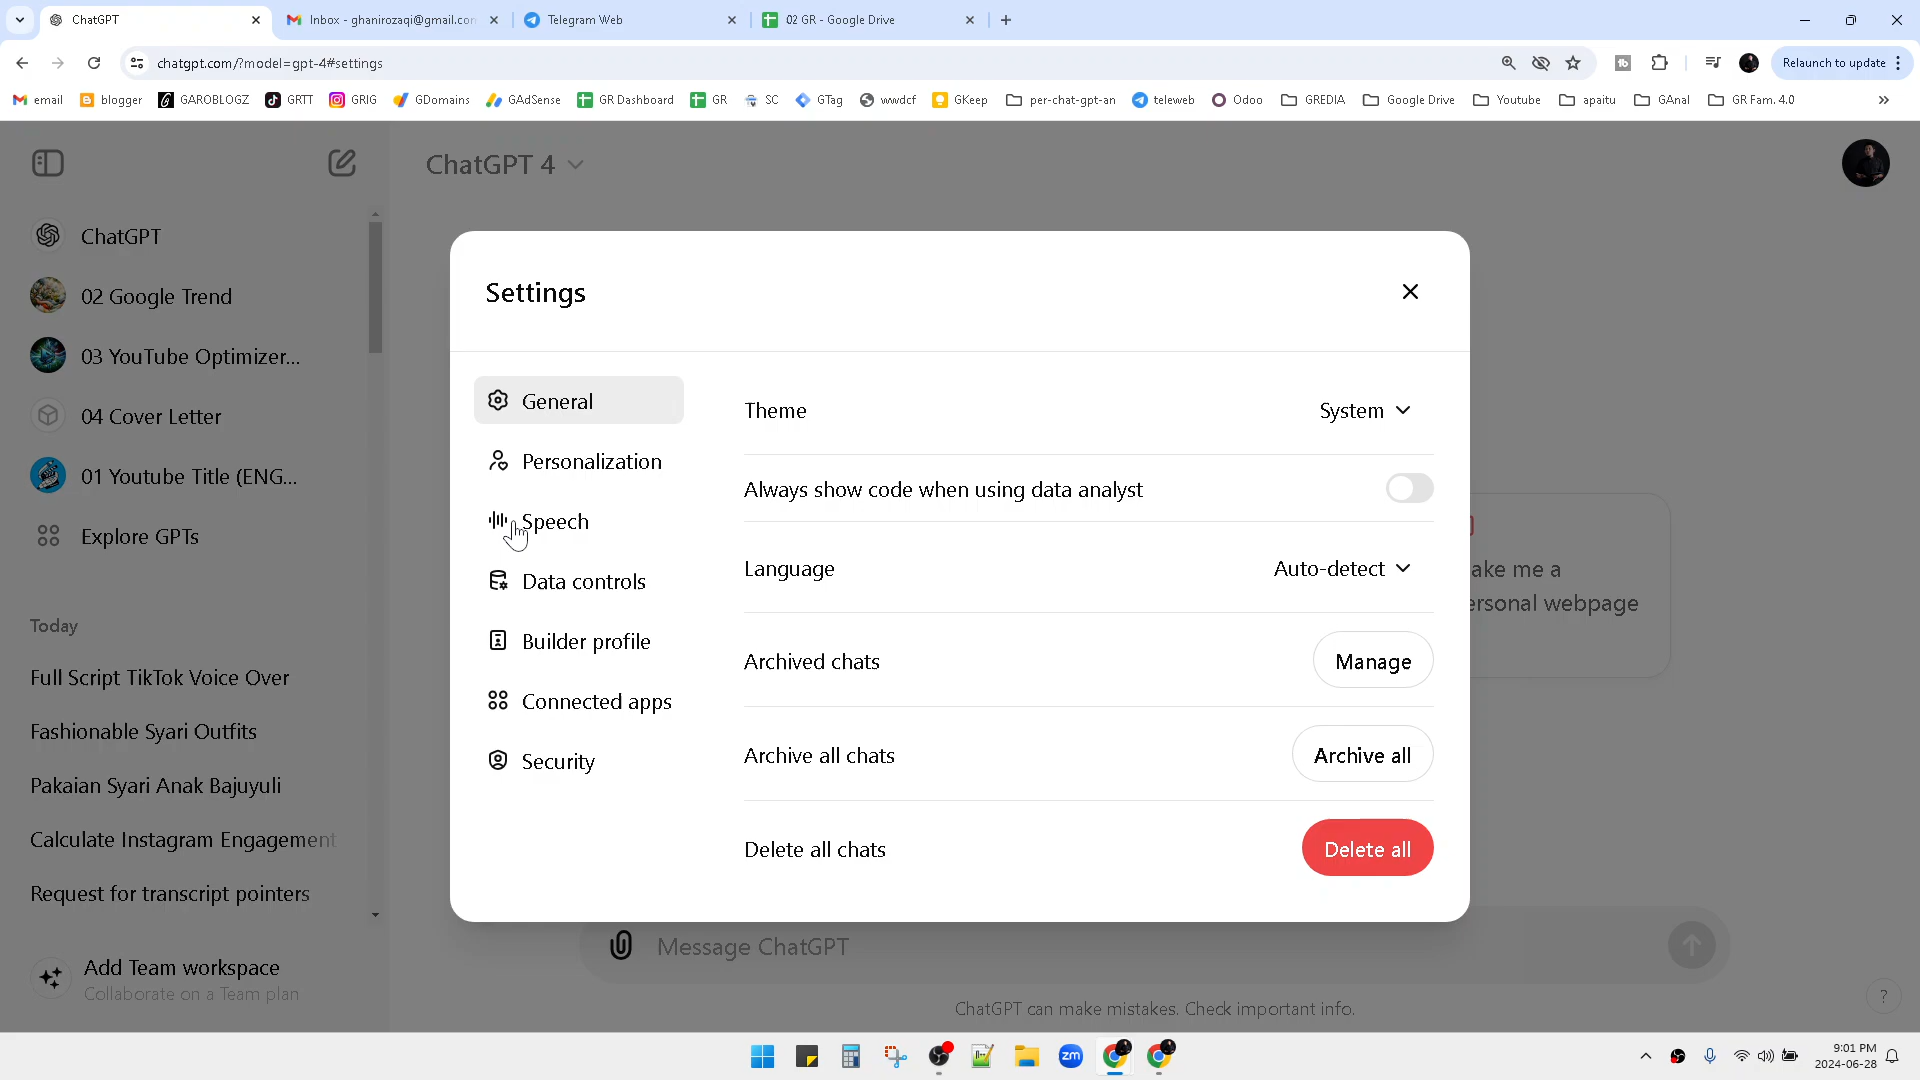 ChatGPT
Inbox - ghanirozaqi@gmail.con
Telegram Web
02 GR - Google Drive
chatgpt.com/?model=gpt-4#settings
Relaunch to update
email
blogger
GAROBLOGZ
GRTT
GRIG
GDomains
GAdSense
GR Dashboard
GR
SC
GTag
wwdcf
GKeep
per-chat-gpt-an
teleweb
Odoo
GREDIA
Google Drive
Youtube
apaitu
GAnal
GR Fam. 4.0
»
ChatGPT 4
ChatGPT
02 Google Trend
03 YouTube Optimizer...
04 Cover Letter
01 Youtube Title (ENG...
Explore GPTs
Today
Full Script TikTok Voice Over
Fashionable Syari Outfits
Pakaian Syari Anak Bajuyuli
Calculate Instagram Engagement
Request for transcript pointers
Add Team workspace
Collaborate on a Team plan
Settings
General
Personalization
Speech
Data controls
Builder profile
Connected apps
Security
Theme
System
Always show code when using data analyst
Language
Auto-detect
Archived chats
Manage
Archive all chats
Archive all
Delete all chats
Delete all
ake me a
ersonal webpage
Message ChatGPT
ChatGPT can make mistakes. Check important info.
?
zm
9:01 PM
2024-06-28